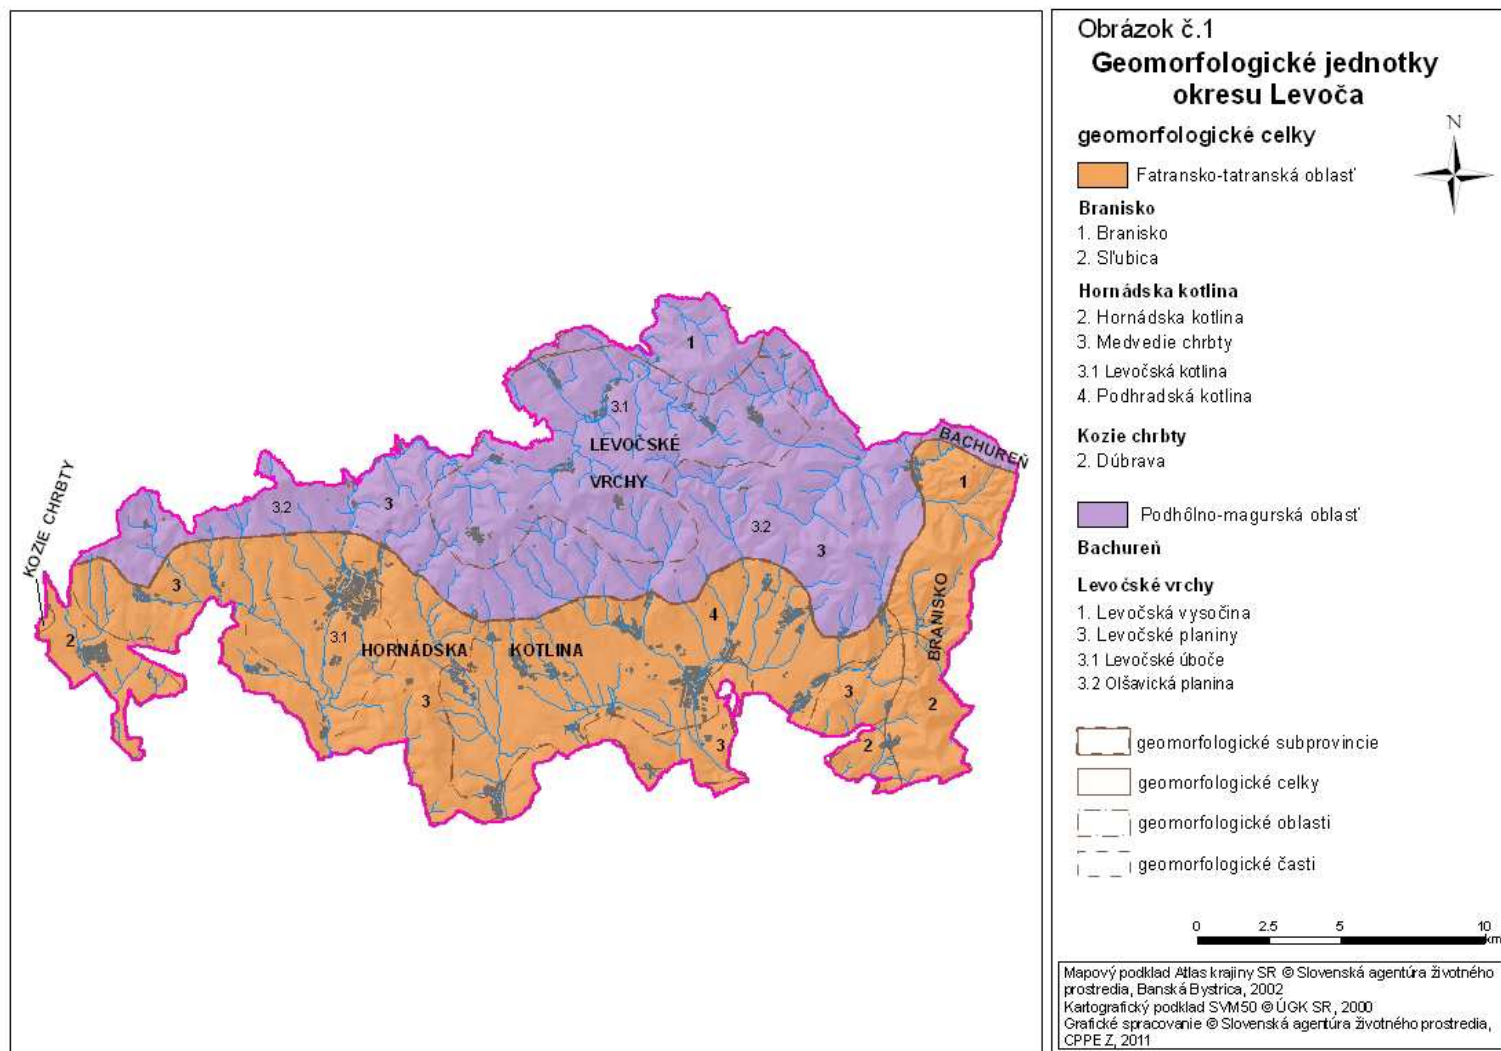 Obrázok č.1
Geomorfologické jednotky
okresu Levoča
N
geomorfologické celky
Fatransko-tatranská oblasť
Branisko
1. Branisko
2. Sľubica
Hornádska kotlina
2. Hornádska kotlina
3. Medvedie chrbty
3.1 Levočská kotlina
4. Podhradská kotlina
Kozie chrbty
2. Dúbrava
Podhôlno-magurská oblasť
Bachureň
Levočské vrchy
1. Levočská vysočina
3. Levočské planiny
3.1 Levočské úboče
3.2 Olšavická planina
geomorfologické subprovincie
geomorfologické celky
geomorfologické oblasti
geomorfologické časti
0 2.5 5 10
km
Mapový podklad Atlas krajiny SR © Slovenská agentúra životného
prostredia, Banská Bystrica, 2002
Kartografický podklad SVM50 © ÚGK SR, 2000
Grafické spracovanie © Slovenská agentúra životného prostredia,
CPPE Z, 2011
1
3.1
LEVOČSKÉ
VRCHY
BACHUREŇ
1
3.2
3
3.2
3
KOZIE CHRBTY
3
2
3.1
HORNÁDSKA KOTLINA
4
BRANISKO
3
3
2
3
2